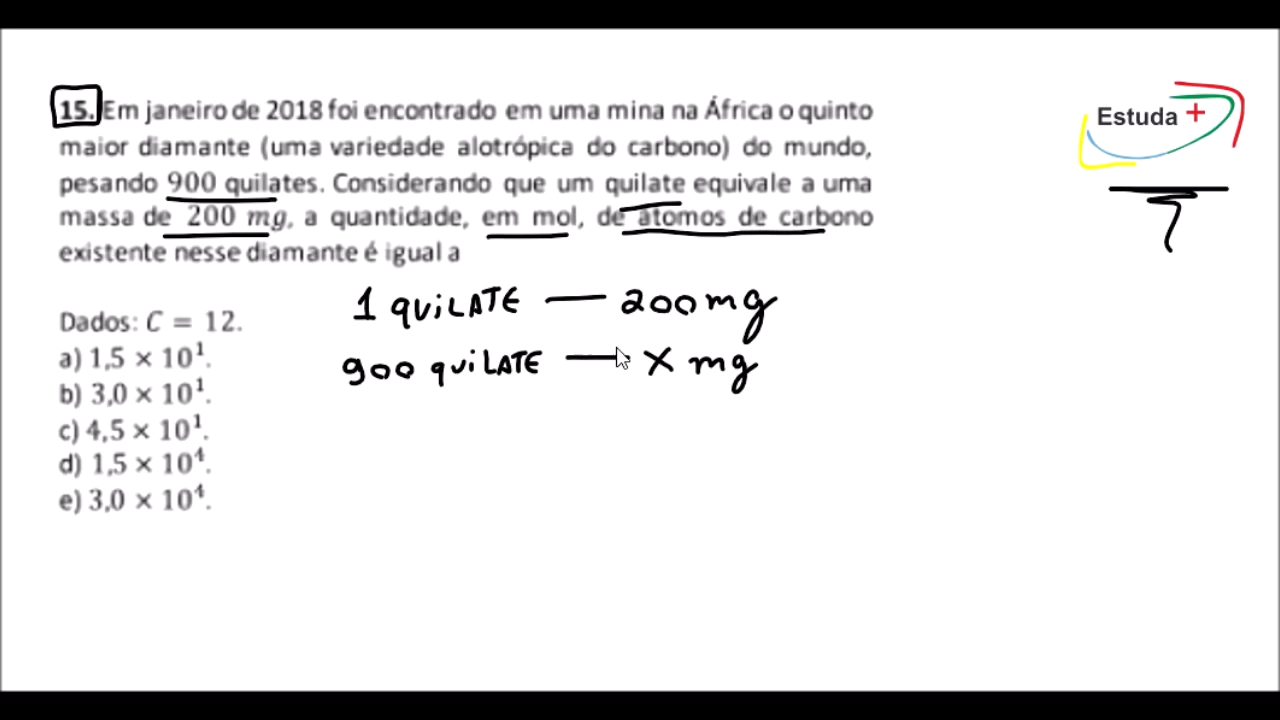 15. Em janeiro de 2018 foi encontrado em uma mina na África o quinto
maior diamante (uma variedade alotrópica do carbono) do mundo,
pesando 900 quilates. Considerando que um quilate equivale a uma
massa de 200 mg, a quantidade, em mol, de átomos de carbono
existente nesse diamante é igual a
Dados: C = 12.
a) 1,5 × 10¹.
b) 3,0 × 10¹.
c) 4,5 × 10¹.
d) 1,5 × 10⁴.
e) 3,0 × 10⁴.
1 quiLATE — 200mg
900 quiLATE — X mg
Estuda +